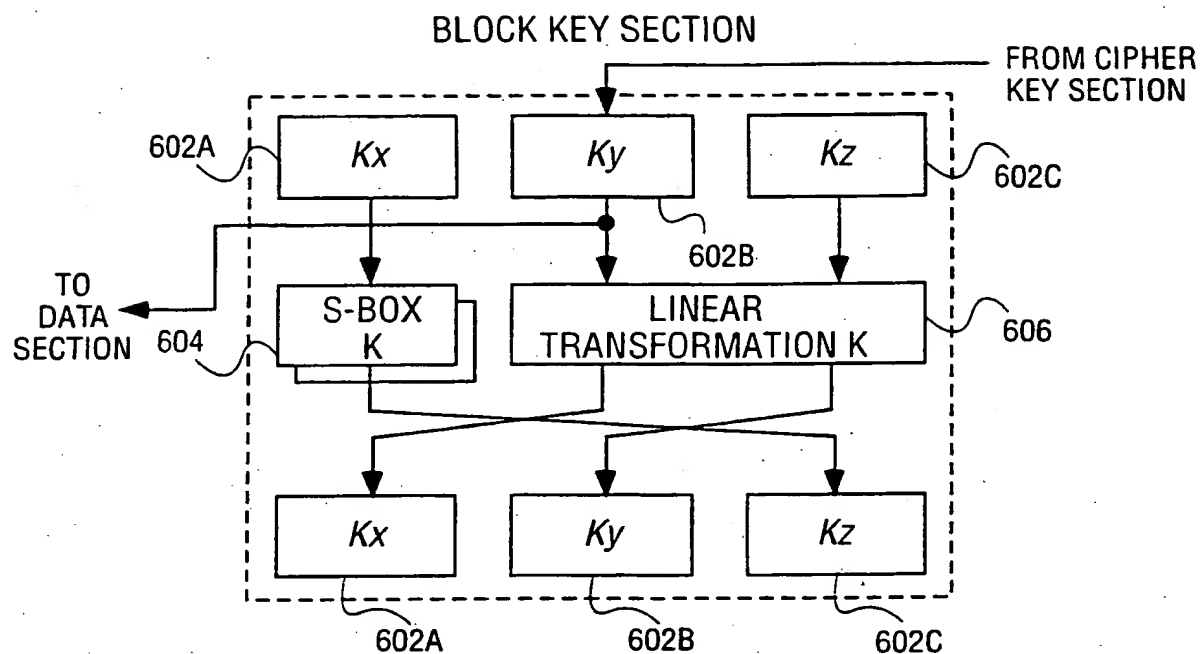 BLOCK KEY SECTION
FROM CIPHER
KEY SECTION
602A
Kx
Ky
Kz
602C
602B
TO
DATA
SECTION
604
S-BOX
K
LINEAR
TRANSFORMATION K
606
Kx
Ky
Kz
602A
602B
602C